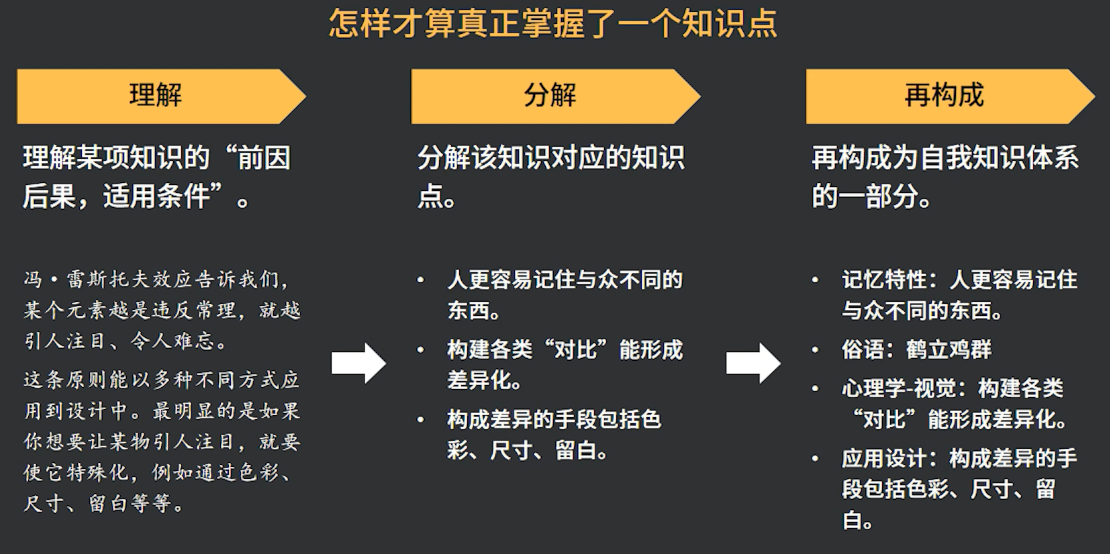 怎样才算真正掌握了一个知识点
理解
理解某项知识的“前因
后果，适用条件”。
冯·雷斯托夫效应告诉我们，
某个元素越是违反常理，就越
引人注目、令人难忘。
这条原则能以多种不同方式应
用到设计中。最明显的是如果
你想要让某物引人注目，就要
使它特殊化，例如通过色彩、
尺寸、留白等等。
分解
分解该知识对应的知识
点。
• 人更容易记住与众不同的
东西。
• 构建各类“对比”能形成
差异化。
• 构成差异的手段包括色
彩、尺寸、留白。
再构成
再构成为自我知识体系
的一部分。
• 记忆特性：人更容易记住
与众不同的东西。
• 俗语：鹤立鸡群
• 心理学-视觉：构建各类
“对比”能形成差异化。
• 应用设计：构成差异的手
段包括色彩、尺寸、留
白。